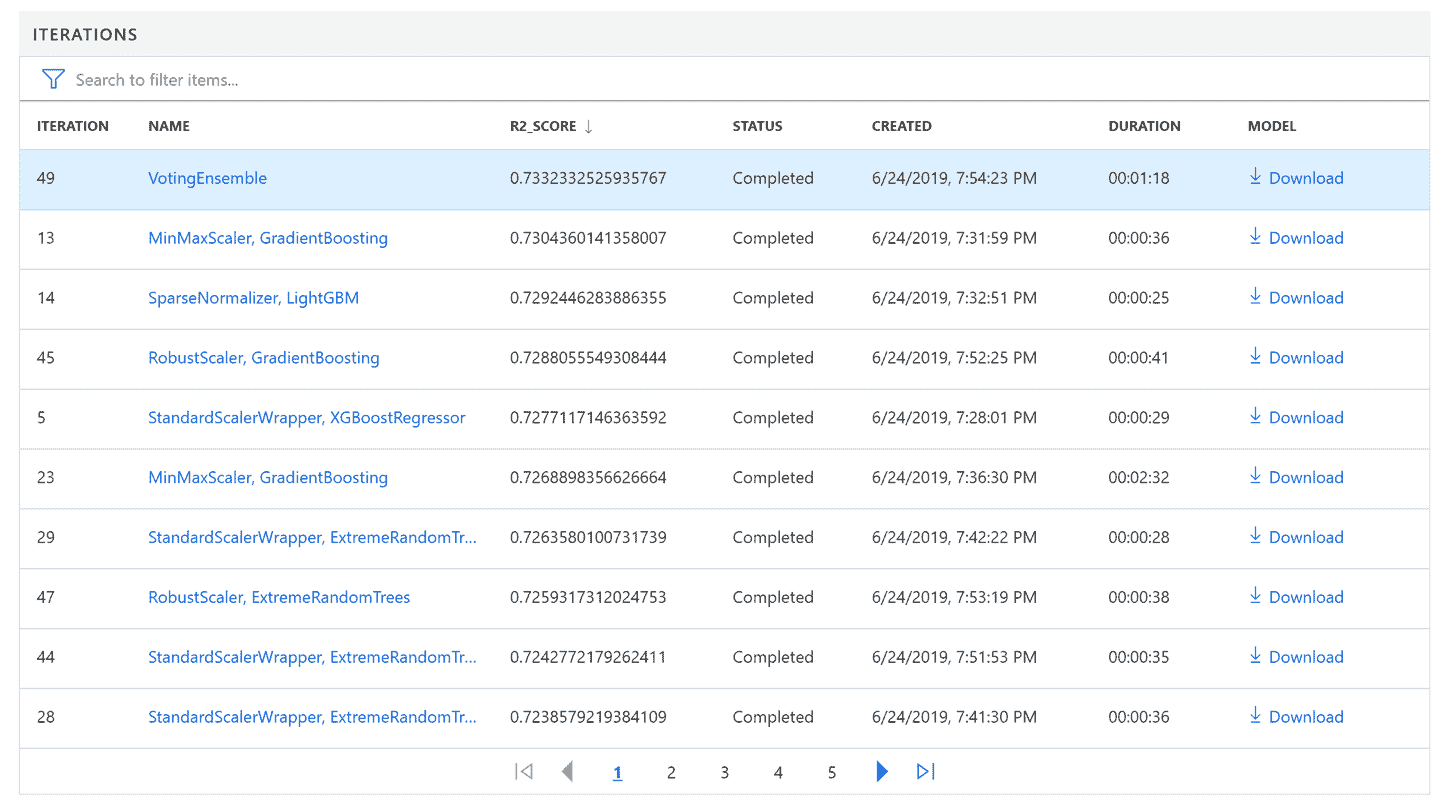 ITERATIONS
Search to filter items...
ITERATION NAME R2_SCORE ↓ STATUS CREATED DURATION MODEL
49 VotingEnsemble 0.7332332525935767 Completed 6/24/2019, 7:54:23 PM 00:01:18 Download
13 MinMaxScaler, GradientBoosting 0.7304360141358007 Completed 6/24/2019, 7:31:59 PM 00:00:36 Download
14 SparseNormalizer, LightGBM 0.7292446283886355 Completed 6/24/2019, 7:32:51 PM 00:00:25 Download
45 RobustScaler, GradientBoosting 0.7288055549308444 Completed 6/24/2019, 7:52:25 PM 00:00:41 Download
5 StandardScalerWrapper, XGBoostRegressor 0.7277117146363592 Completed 6/24/2019, 7:28:01 PM 00:00:29 Download
23 MinMaxScaler, GradientBoosting 0.7268898356626664 Completed 6/24/2019, 7:36:30 PM 00:02:32 Download
29 StandardScalerWrapper, ExtremeRandomTr... 0.7263580100731739 Completed 6/24/2019, 7:42:22 PM 00:00:28 Download
47 RobustScaler, ExtremeRandomTrees 0.7259317312024753 Completed 6/24/2019, 7:53:19 PM 00:00:38 Download
44 StandardScalerWrapper, ExtremeRandomTr... 0.7242772179262411 Completed 6/24/2019, 7:51:53 PM 00:00:35 Download
28 StandardScalerWrapper, ExtremeRandomTr... 0.7238579219384109 Completed 6/24/2019, 7:41:30 PM 00:00:36 Download
1 2 3 4 5